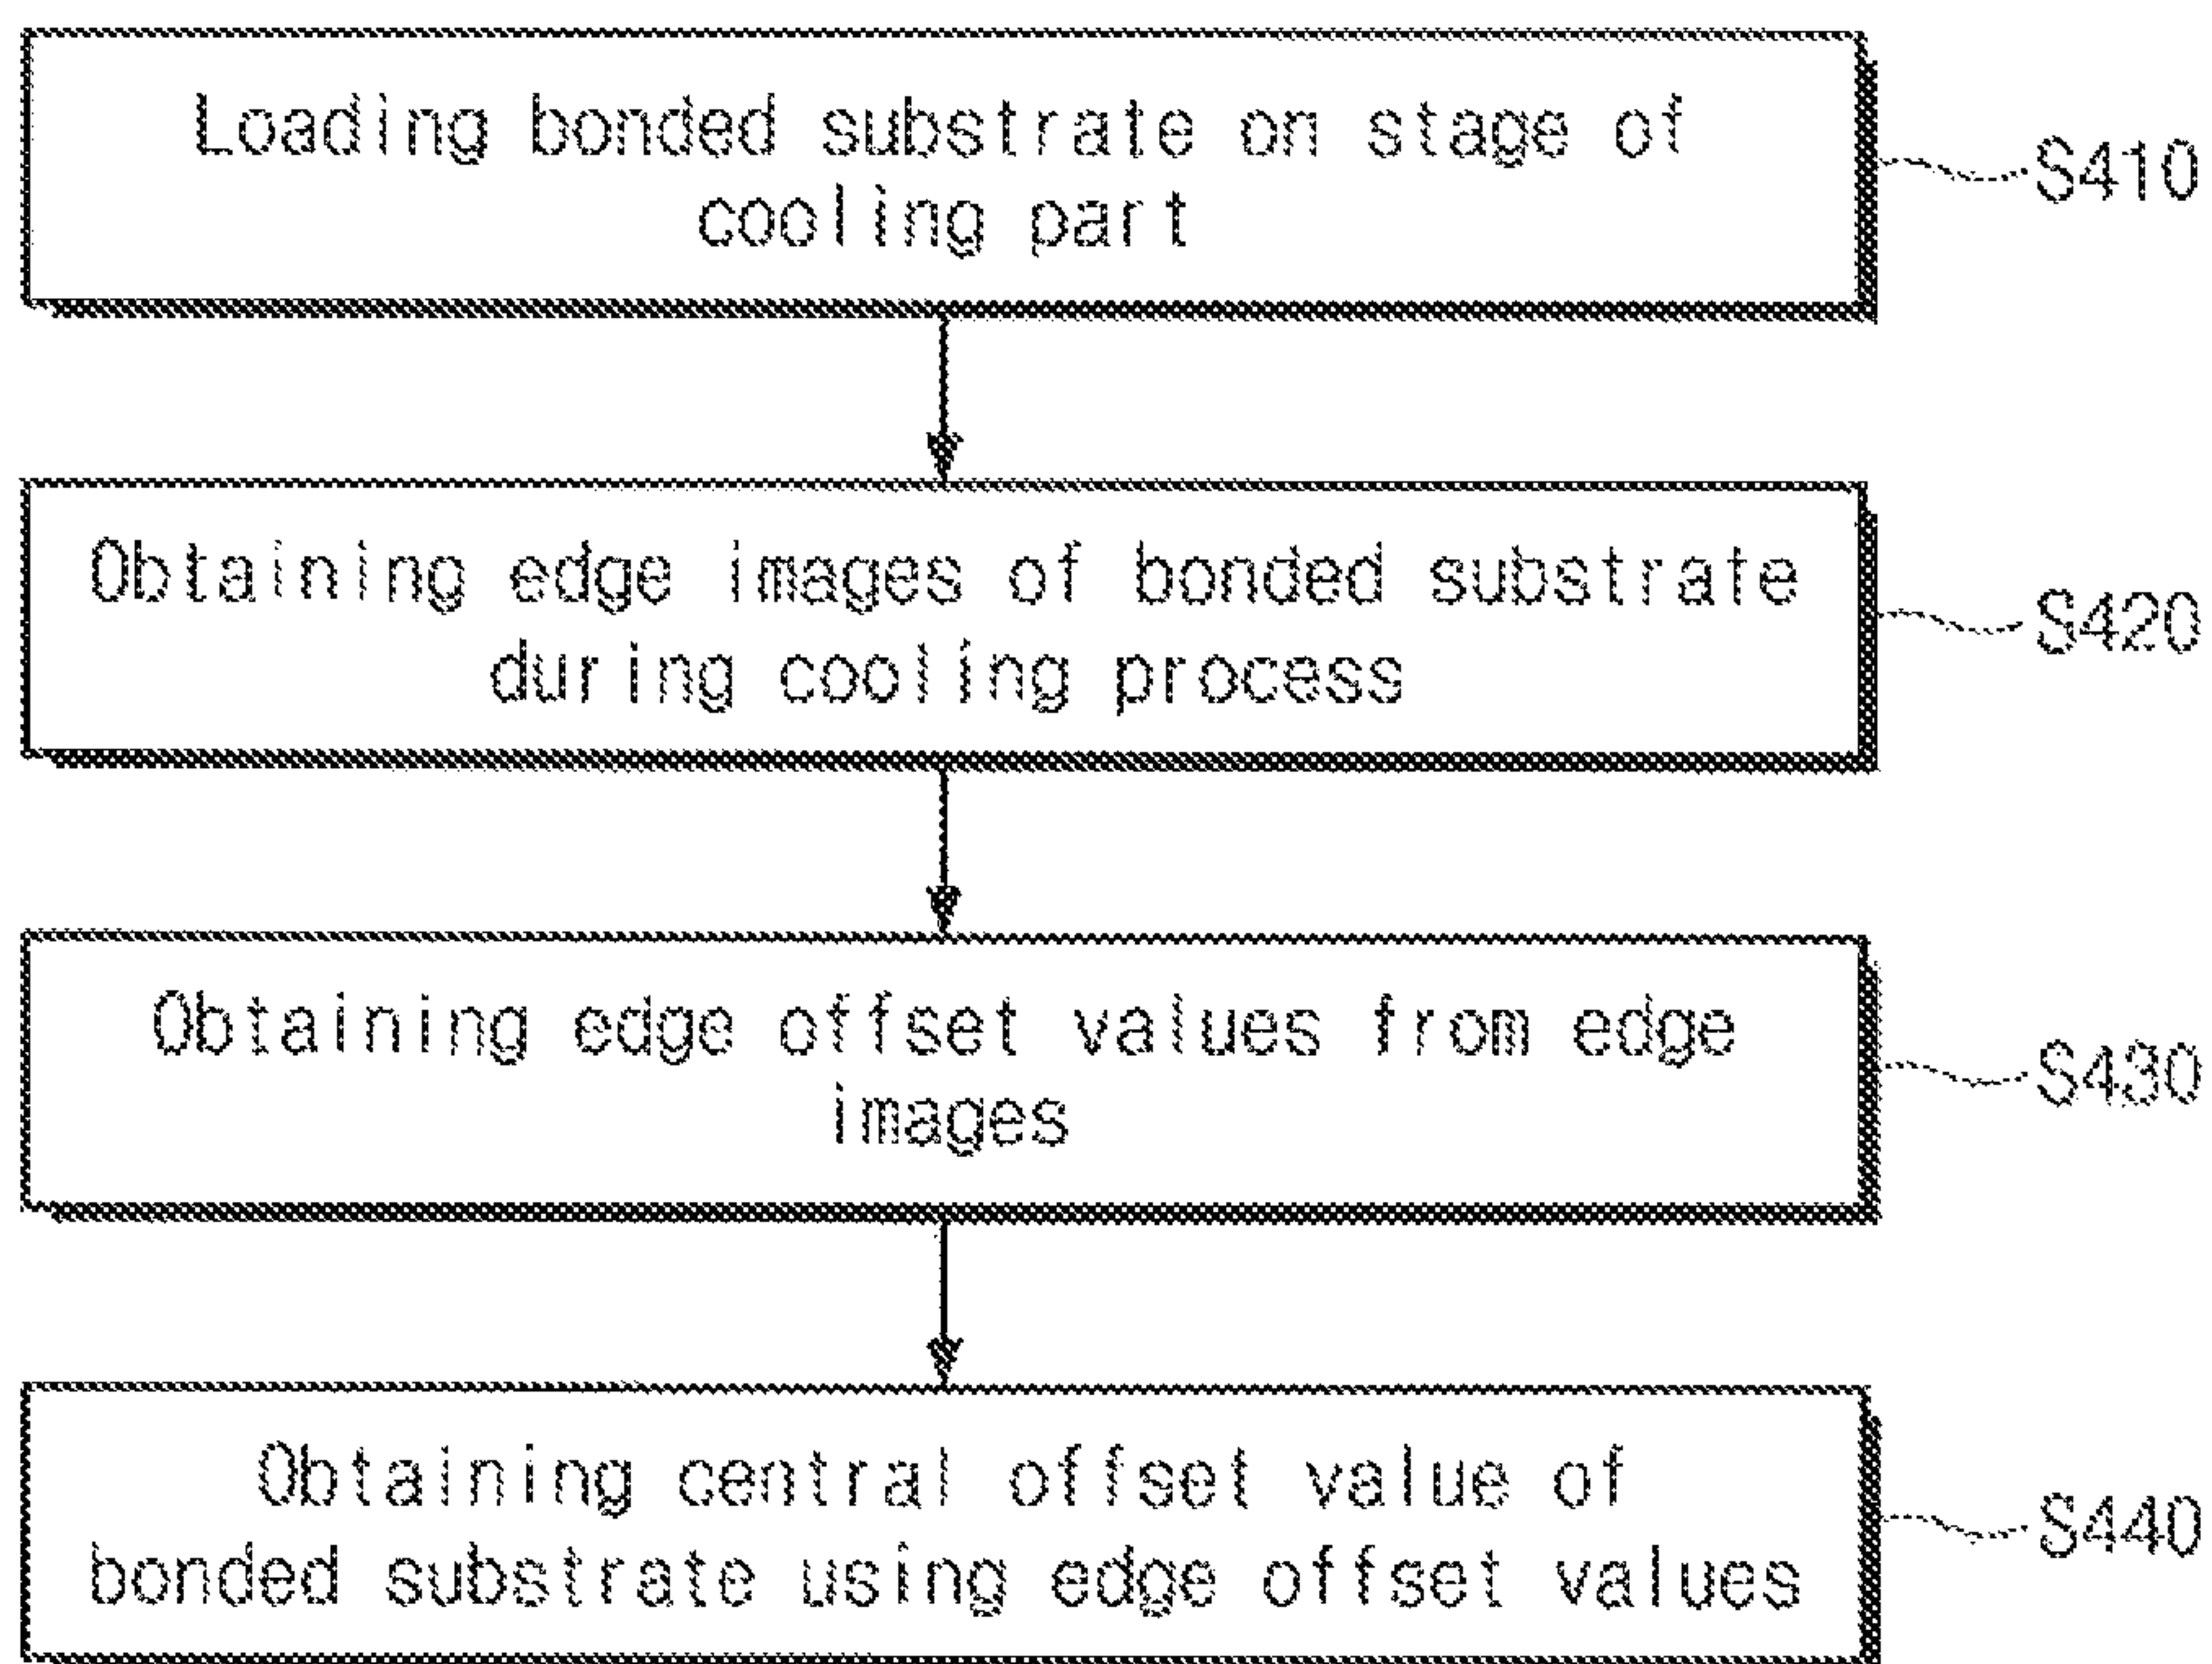 Loading bonded substrate on stage of
cooling part
S410
Obtaining edge images of bonded substrate
during cooling process
S420
Obtaining edge offset values from edge
images
S430
Obtaining central offset value of
bonded substrate using edge offset values
S440